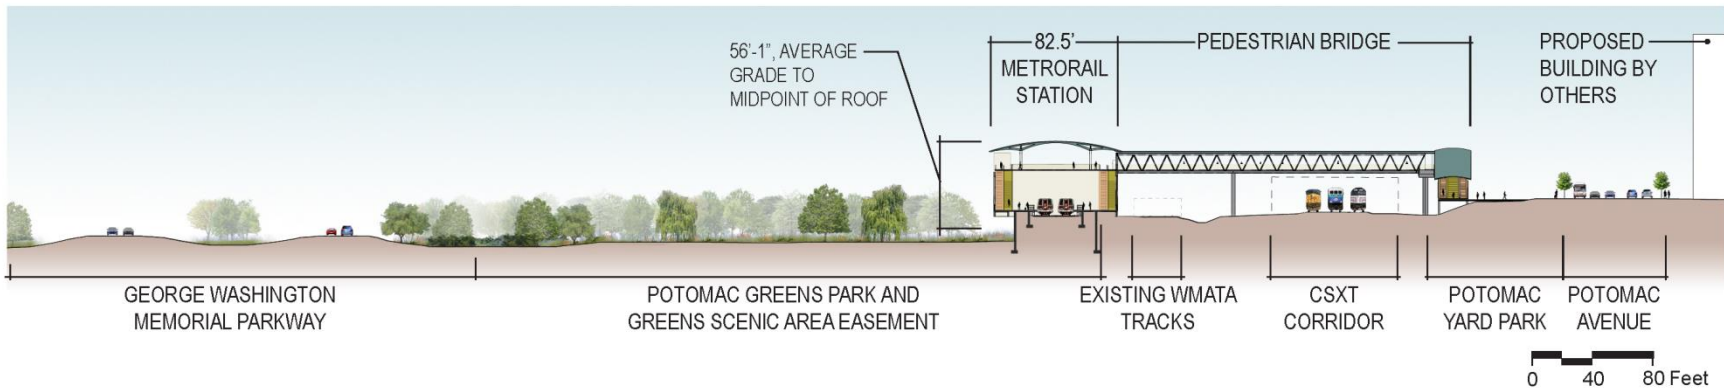 56'-1", AVERAGE
GRADE TO
MIDPOINT OF ROOF
82.5'
METRORAIL
STATION
PEDESTRIAN BRIDGE
PROPOSED
BUILDING BY
OTHERS
GEORGE WASHINGTON
MEMORIAL PARKWAY
POTOMAC GREENS PARK AND
GREENS SCENIC AREA EASEMENT
EXISTING WMATA
TRACKS
CSXT
CORRIDOR
POTOMAC
YARD PARK
POTOMAC
AVENUE
0 40 80 Feet